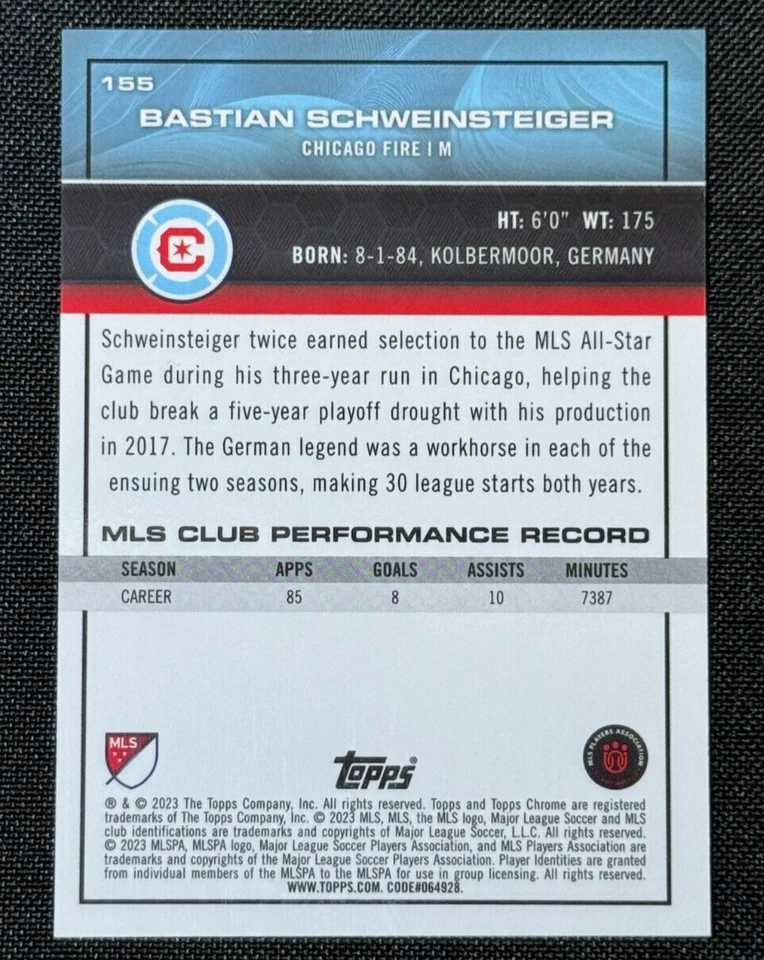 155
BASTIAN SCHWEINSTEIGER
CHICAGO FIRE | M
C
HT: 6'0" WT: 175
BORN: 8-1-84, KOLBERMOOR, GERMANY
Schweinsteiger twice earned selection to the MLS All-Star
Game during his three-year run in Chicago, helping the
club break a five-year playoff drought with his production
in 2017. The German legend was a workhorse in each of the
ensuing two seasons, making 30 league starts both years.
MLS CLUB PERFORMANCE RECORD
SEASON APPS GOALS ASSISTS MINUTES
CAREER 85 8 10 7387
MLS
topps®
MLS PLAYERS ASSOCIATION
® & © 2023 The Topps Company, Inc. All rights reserved. Topps and Topps Chrome are registered
trademarks of The Topps Company, Inc. © 2023 MLS, MLS, the MLS logo, Major League Soccer and MLS
club identifications are trademarks and copyrights of Major League Soccer, L.L.C. All rights reserved.
© 2023 MLSPA, MLSPA logo, Major League Soccer Players Association, and MLS Players Association are
trademarks and copyrights of the Major League Soccer Players Association. Player Identities are granted
from individual members of the MLSPA to the MLSPA for use in group licensing. All rights reserved.
WWW.TOPPS.COM. CODE#064928.